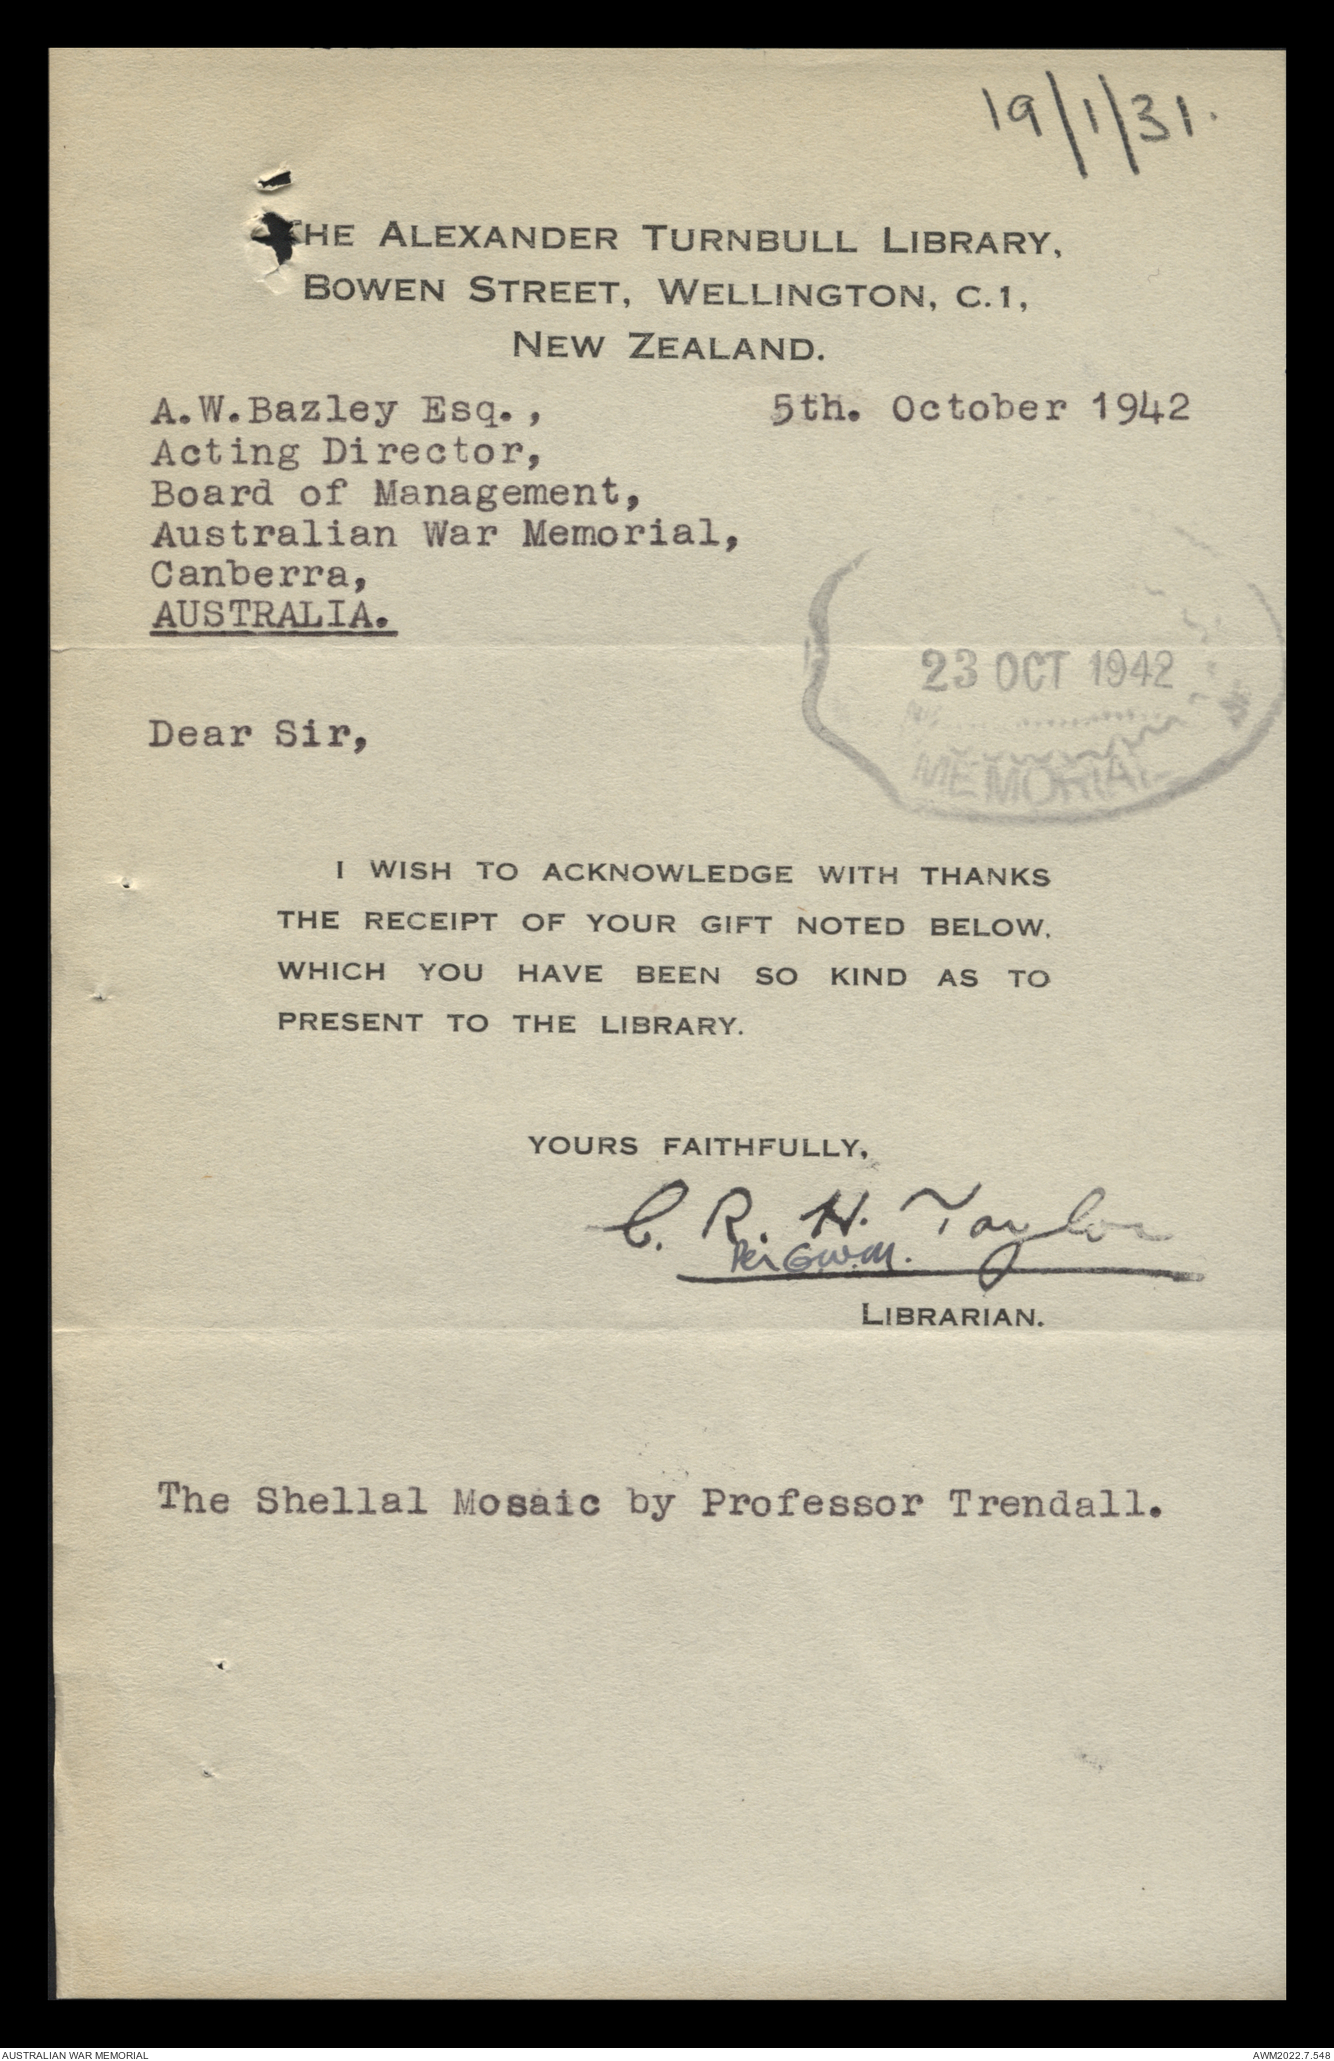 19/1/31.
THE ALEXANDER TURNBULL LIBRARY,
BOWEN STREET, WELLINGTON, C.1,
NEW ZEALAND.
A.W.Bazley Esq., 5th. October 1942
Acting Director,
Board of Management,
Australian War Memorial,
Canberra,
AUSTRALIA.
23 OCT 1942
MEMORIAL
Dear Sir,
I WISH TO ACKNOWLEDGE WITH THANKS
THE RECEIPT OF YOUR GIFT NOTED BELOW,
WHICH YOU HAVE BEEN SO KIND AS TO
PRESENT TO THE LIBRARY.
YOURS FAITHFULLY,
C. R. H. Taylor
Per G.W.M.
LIBRARIAN.
The Shellal Mosaic by Professor Trendall.
AUSTRALIAN WAR MEMORIAL AWM2022.7.548